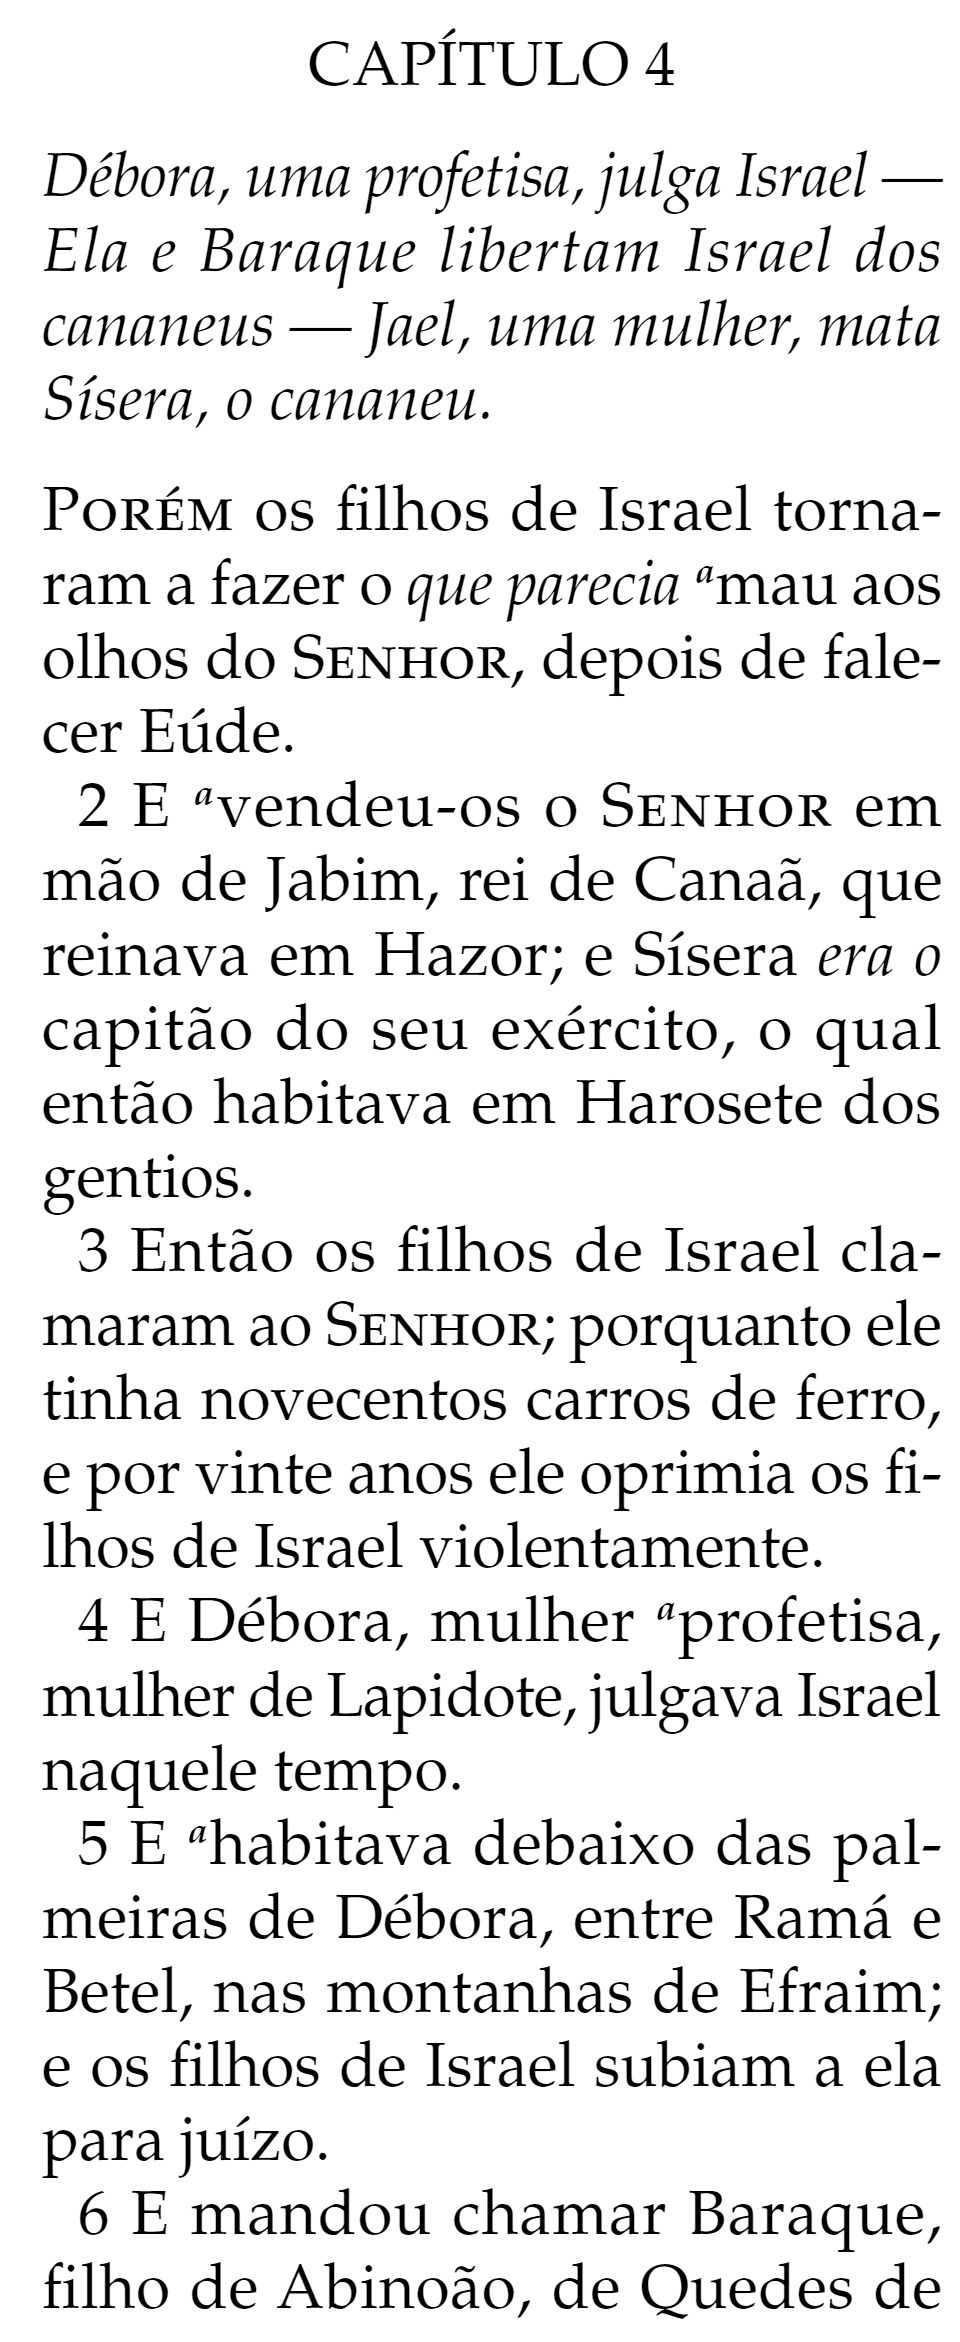 CAPÍTULO 4
Débora, uma profetisa, julga Israel —
Ela e Baraque libertam Israel dos
cananeus — Jael, uma mulher, mata
Sísera, o cananeu.
Porém os filhos de Israel torna-
ram a fazer o que parecia ᵃmau aos
olhos do Senhor, depois de fale-
cer Eúde.
2 E ᵃvendeu-os o Senhor em
mão de Jabim, rei de Canaã, que
reinava em Hazor; e Sísera era o
capitão do seu exército, o qual
então habitava em Harosete dos
gentios.
3 Então os filhos de Israel cla-
maram ao Senhor; porquanto ele
tinha novecentos carros de ferro,
e por vinte anos ele oprimia os fi-
lhos de Israel violentamente.
4 E Débora, mulher ᵃprofetisa,
mulher de Lapidote, julgava Israel
naquele tempo.
5 E ᵃhabitava debaixo das pal-
meiras de Débora, entre Ramá e
Betel, nas montanhas de Efraim;
e os filhos de Israel subiam a ela
para juízo.
6 E mandou chamar Baraque,
filho de Abinoão, de Quedes de